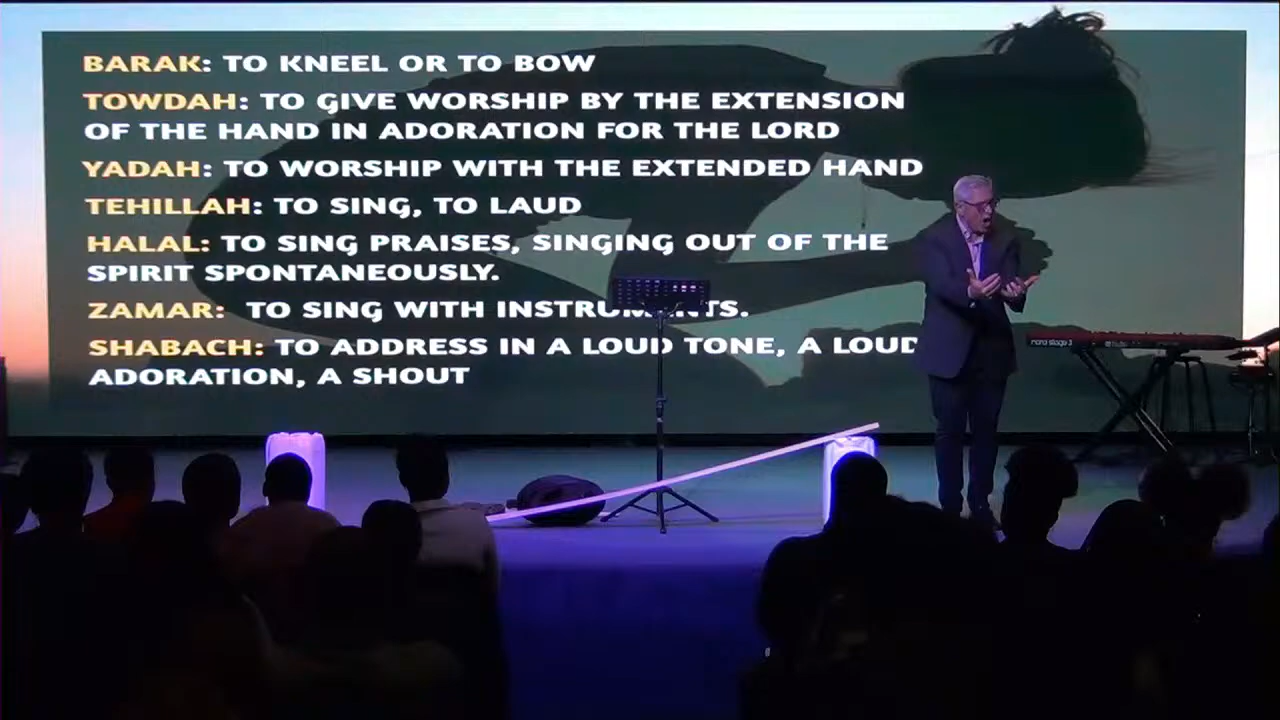 BARAK: TO KNEEL OR TO BOW
TOWDAH: TO GIVE WORSHIP BY THE EXTENSION
OF THE HAND IN ADORATION FOR THE LORD
YADAH: TO WORSHIP WITH THE EXTENDED HAND
TEHILLAH: TO SING, TO LAUD
HALAL: TO SING PRAISES, SINGING OUT OF THE
SPIRIT SPONTANEOUSLY.
ZAMAR: TO SING WITH INSTRUMENTS.
SHABACH: TO ADDRESS IN A LOUD TONE, A LOUD
ADORATION, A SHOUT
nord stage 3